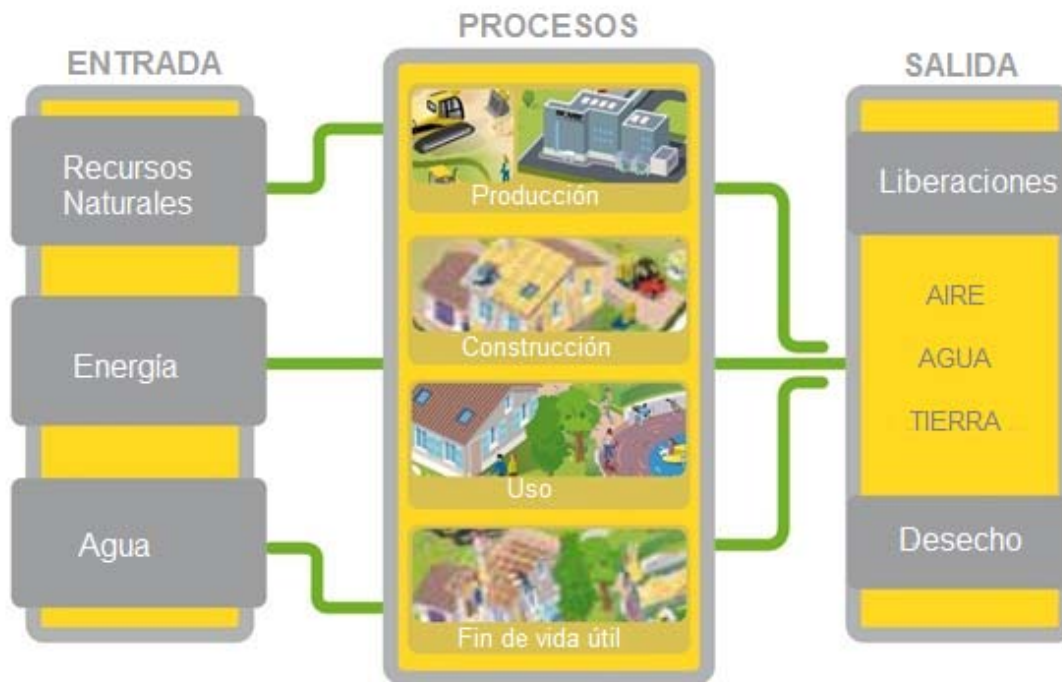 ENTRADA
Recursos
Naturales
Energía
Agua
PROCESOS
Producción
Construcción
Uso
Fin de vida útil
SALIDA
Liberaciones
AIRE
AGUA
TIERRA
Desecho